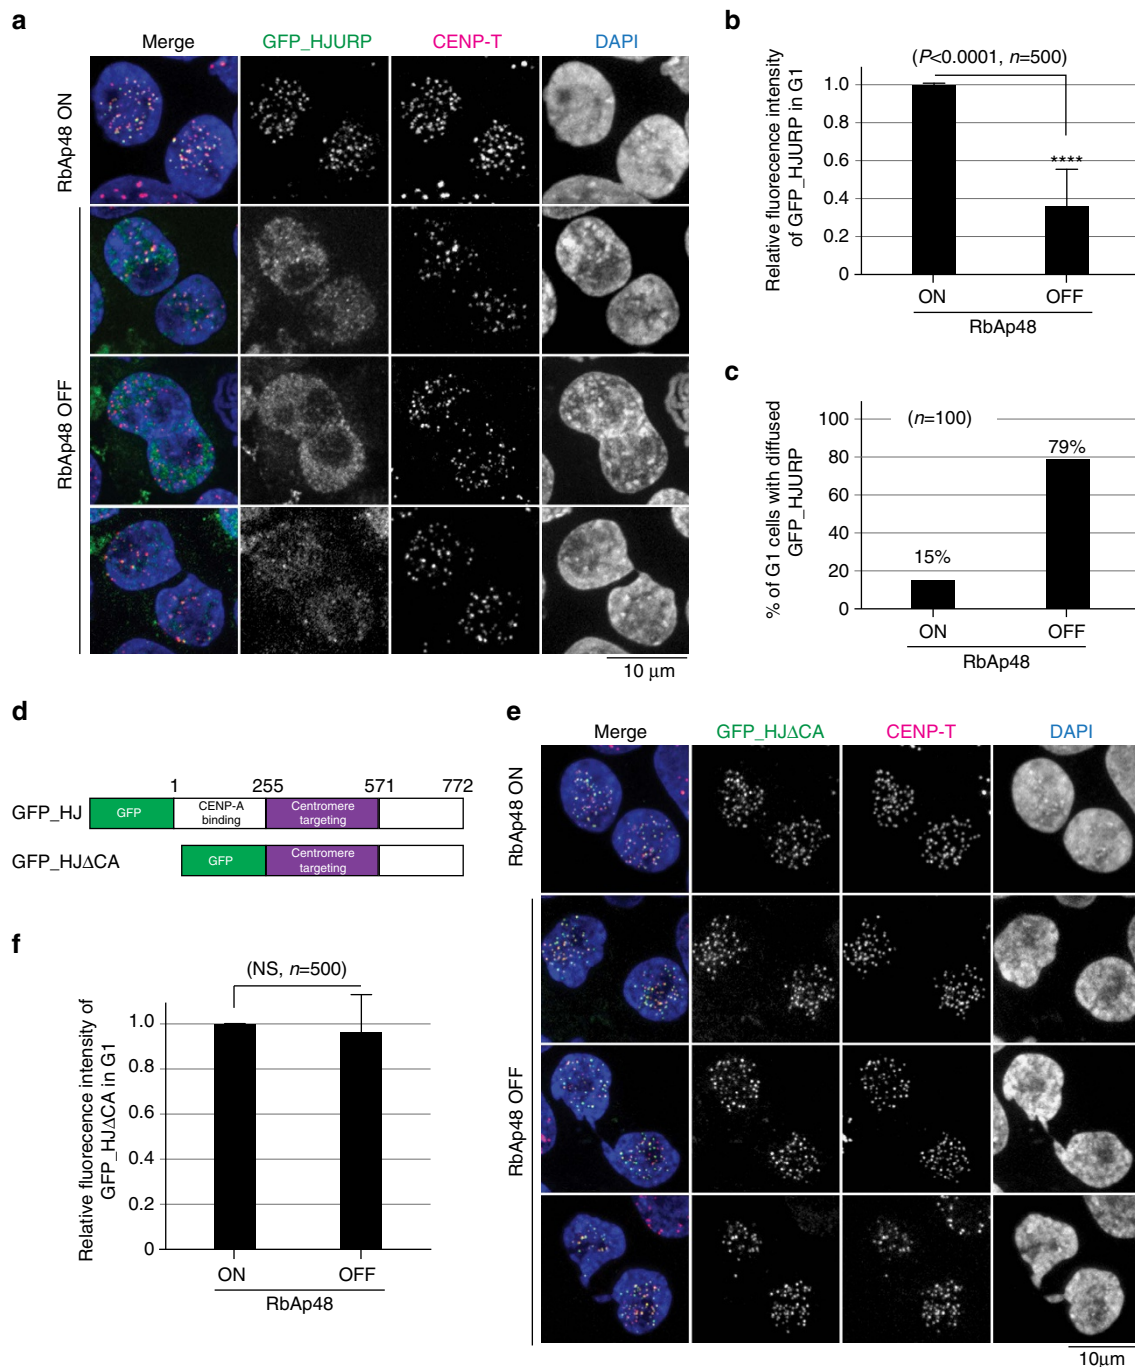 a
Merge
GFP_HJURP
CENP-T
DAPI
RbAp48 ON
RbAp48 OFF
10 μm
b
(P<0.0001, n=500)
Relative fluorecence intensity
of GFP_HJURP in G1
1.0
0.8
0.6
0.4
0.2
0
****
ON
OFF
RbAp48
c
(n=100)
% of G1 cells with diffused
GFP_HJURP
100
80
60
40
20
0
15%
79%
ON
OFF
RbAp48
d
1
255
571
772
GFP_HJ
GFP
CENP-A
binding
Centromere
targeting
GFP_HJΔCA
GFP
Centromere
targeting
e
Merge
GFP_HJΔCA
CENP-T
DAPI
RbAp48 ON
RbAp48 OFF
10μm
f
(NS, n=500)
Relative fluorecence intensity of
GFP_HJΔCA in G1
1.0
0.8
0.6
0.4
0.2
0
ON
OFF
RbAp48